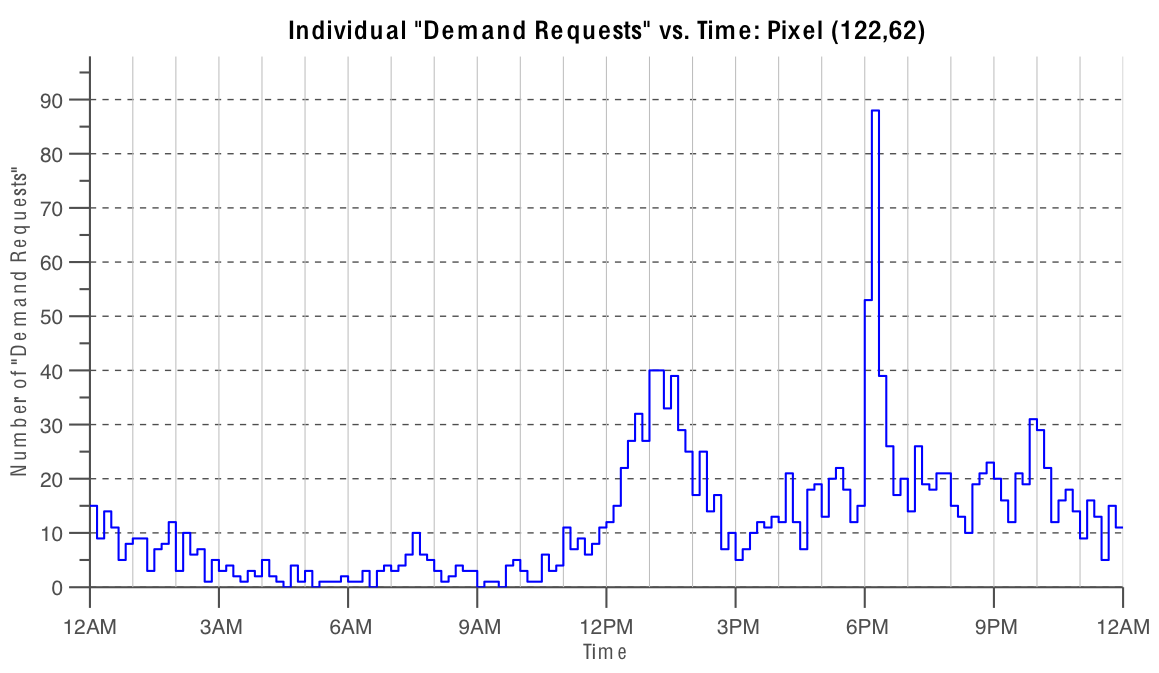 Individual "Demand Requests" vs. Time: Pixel (122,62)
Number of "Demand Requests"
90
80
70
60
50
40
30
20
10
0
12AM 3AM 6AM 9AM 12PM 3PM 6PM 9PM 12AM
Time